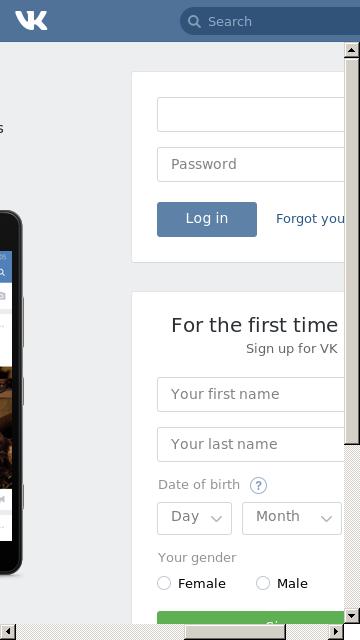 VK
Search
s
Password
Log in
Forgot you
For the first time
Sign up for VK
Your first name
Your last name
Date of birth ?
Day
Month
Your gender
Female
Male